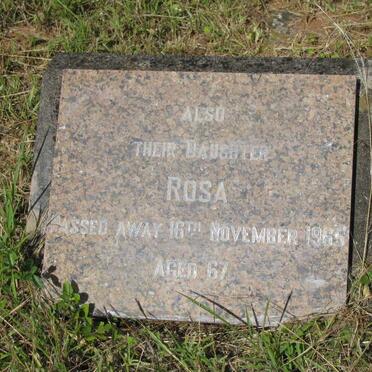 ALSO
THEIR DAUGHTER
ROSA
PASSED AWAY 16TH NOVEMBER 1965
AGED 67